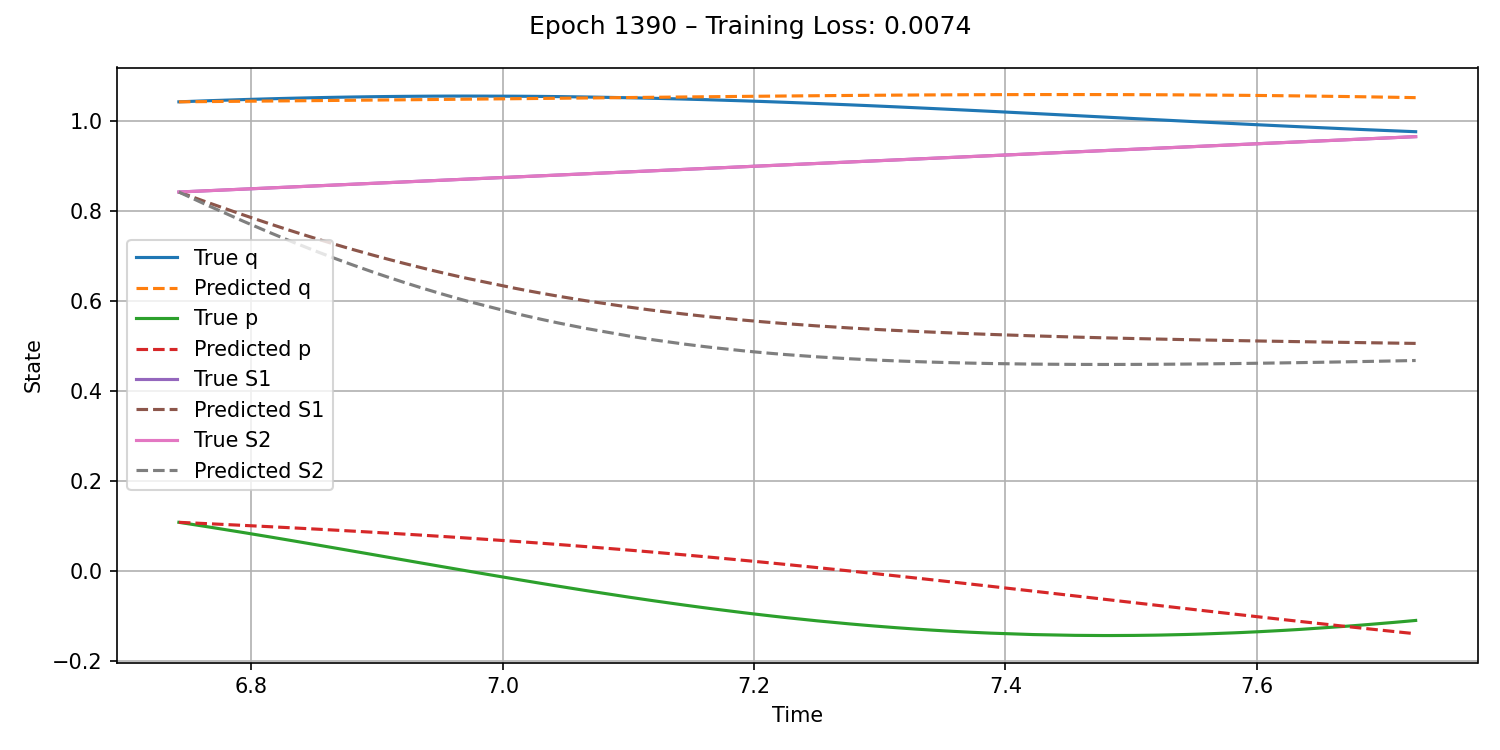 Epoch 1390 – Training Loss: 0.0074
1.0
0.8
0.6
0.4
0.2
0.0
−0.2
State
True q
Predicted q
True p
Predicted p
True S1
Predicted S1
True S2
Predicted S2
6.8 7.0 7.2 7.4 7.6
Time